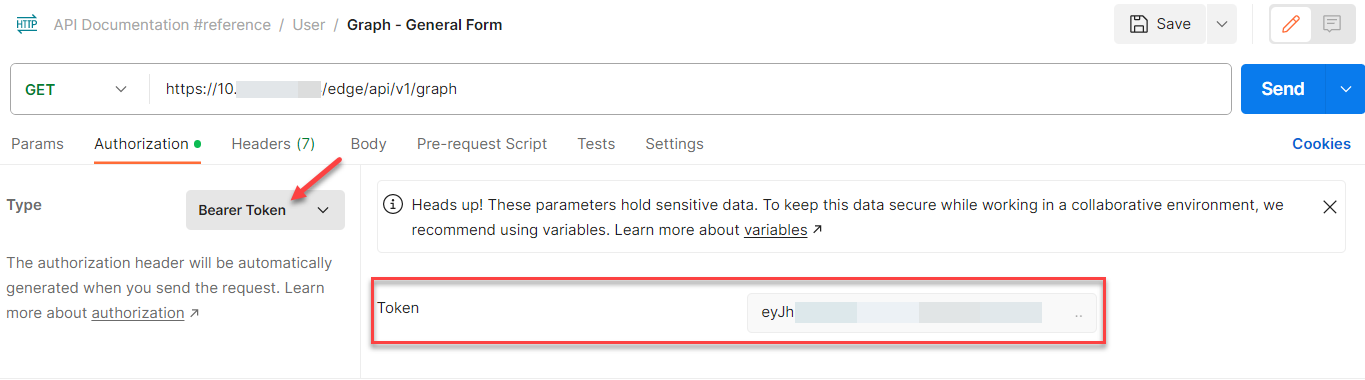 HTTP API Documentation #reference / User / Graph - General Form Save
GET https://10. /edge/api/v1/graph Send
Params Authorization Headers (7) Body Pre-request Script Tests Settings Cookies
Type Bearer Token
The authorization header will be automatically
generated when you send the request. Learn
more about authorization ↗
Heads up! These parameters hold sensitive data. To keep this data secure while working in a collaborative environment, we
recommend using variables. Learn more about variables ↗
Token eyJh ..